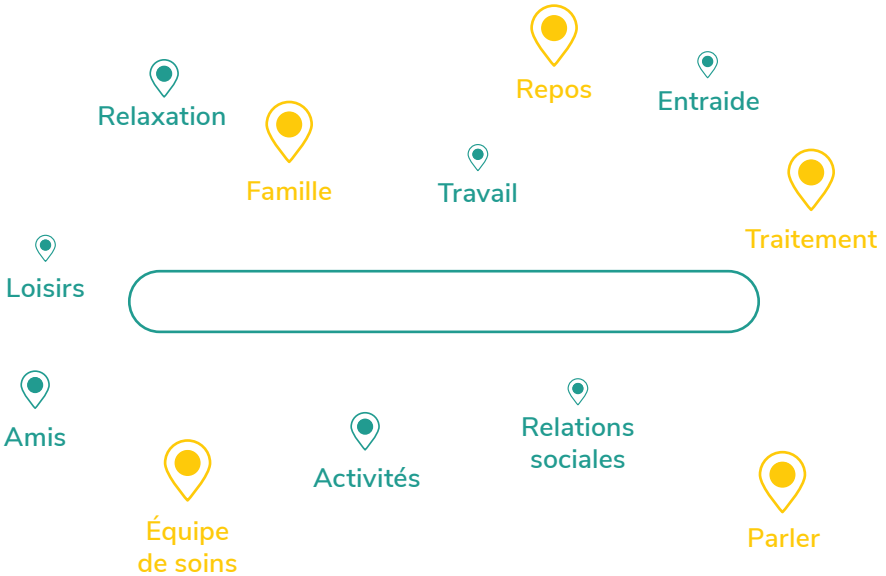 Repos
Entraide
Relaxation
Famille
Travail
Traitement
Loisirs
Amis
Relations
sociales
Activités
Équipe
de soins
Parler